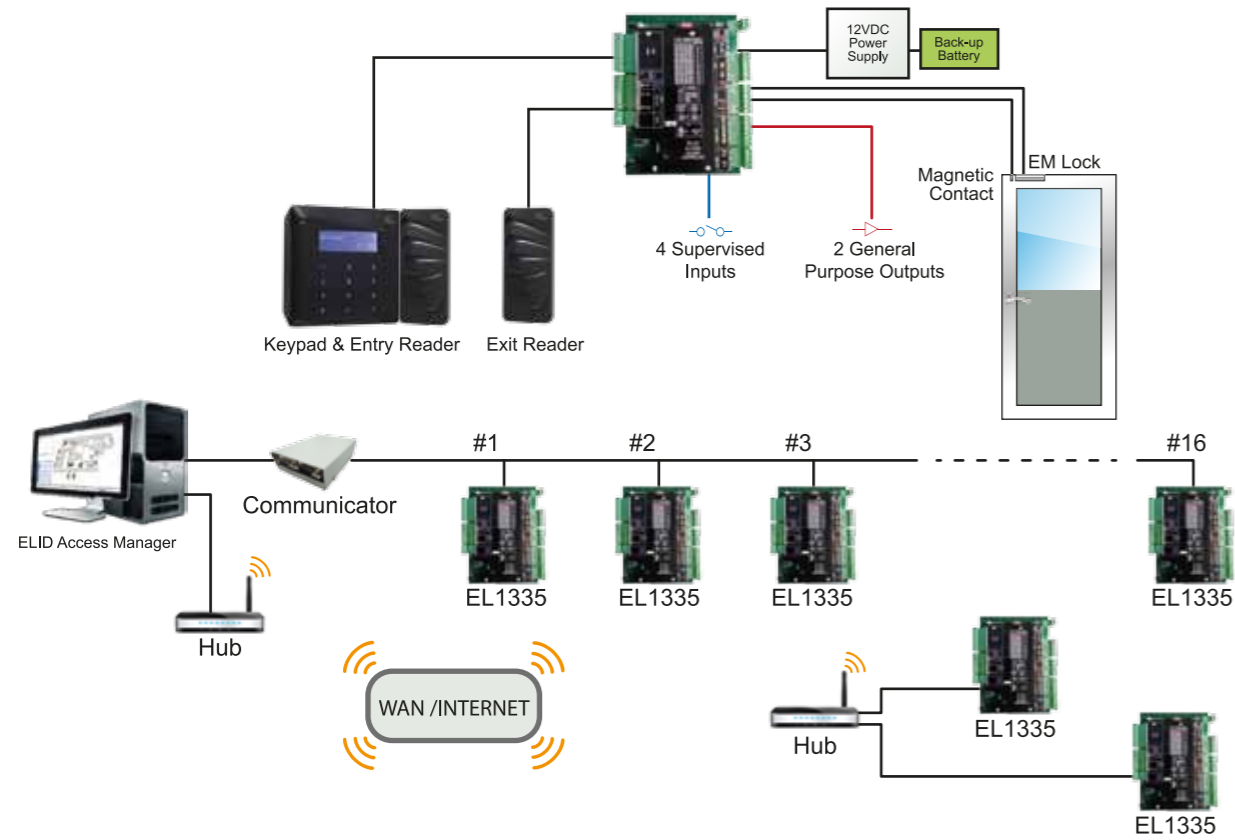 12VDC
Power
Supply
Back-up
Battery
EM Lock
Magnetic
Contact
4 Supervised
Inputs
2 General
Purpose Outputs
Keypad & Entry Reader
Exit Reader
#1
#2
#3
#16
Communicator
ELID Access Manager
EL1335
EL1335
EL1335
EL1335
Hub
WAN /INTERNET
EL1335
Hub
EL1335